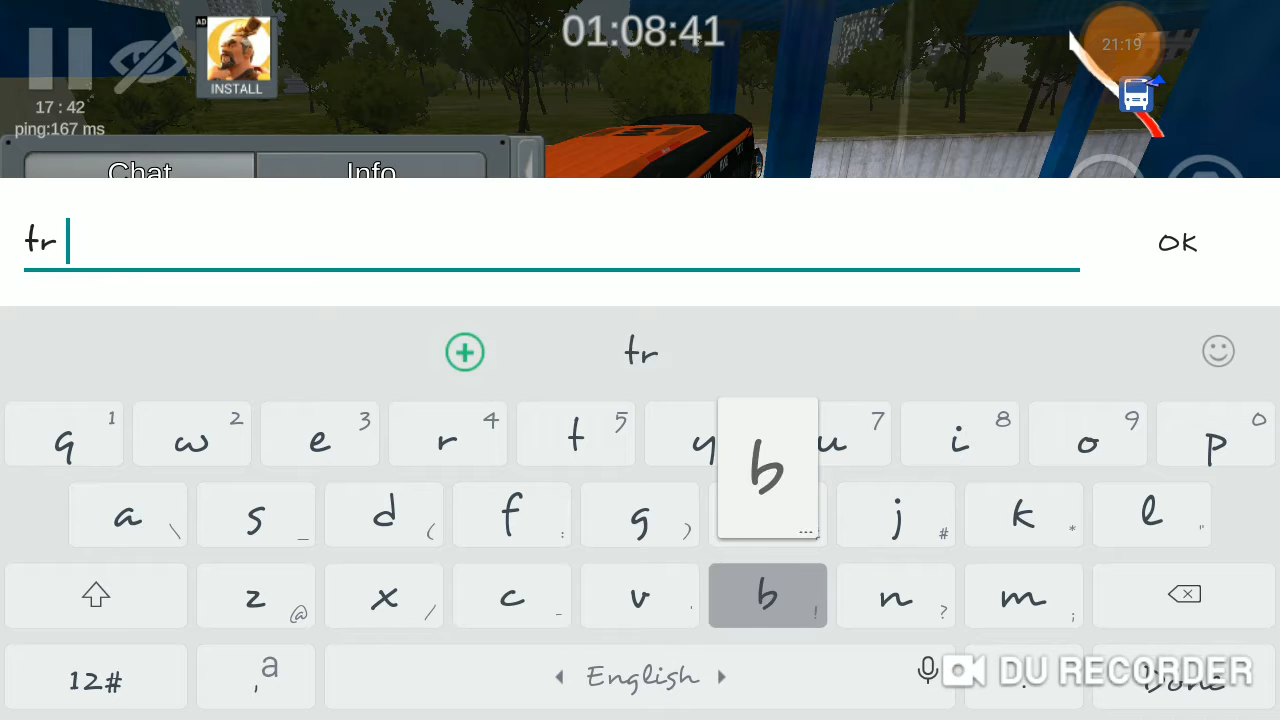 01:08:41
21:19
AD
INSTALL
17 : 42
ping:167 ms
Chat
Info
tr
OK
tr
q 1 w 2 e 3 r 4 t 5 y u 7 i 8 o 9 p 0
b
a \ s _ d ( f : g ) j # k * l "
z @ x / c - v ' b ! n ? m ;
12# , a English . Done
DU RECORDER